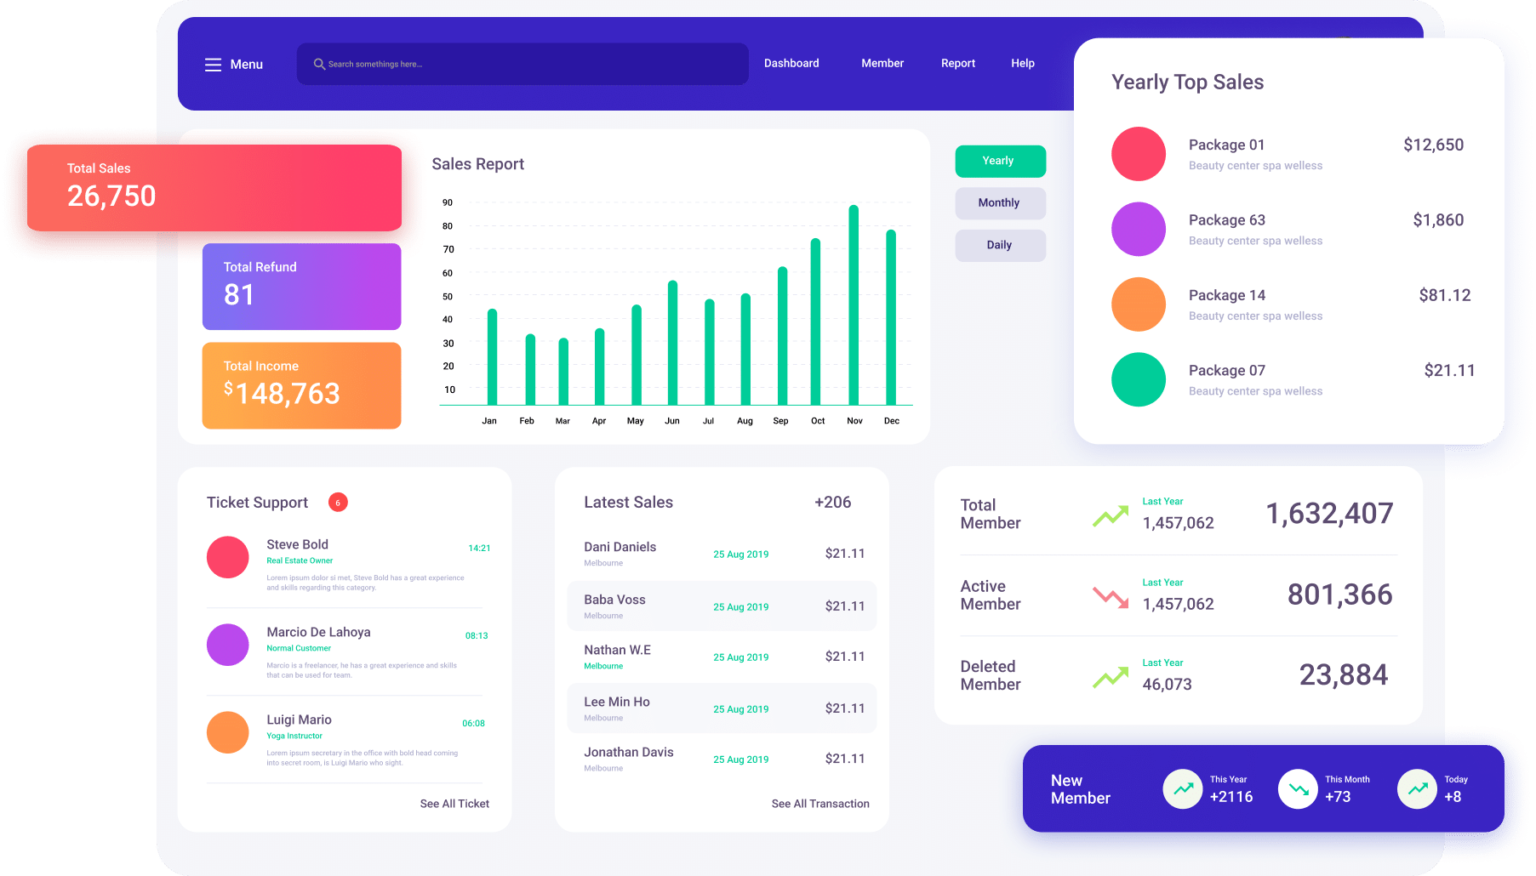 Menu
Search somethings here...
Dashboard
Member
Report
Help
Total Sales
26,750
Total Refund
81
Total Income
$148,763
Sales Report
90
80
70
60
50
40
30
20
10
Jan Feb Mar Apr May Jun Jul Aug Sep Oct Nov Dec
Yearly
Monthly
Daily
Yearly Top Sales
Package 01 $12,650
Beauty center spa welless
Package 63 $1,860
Beauty center spa welless
Package 14 $81.12
Beauty center spa welless
Package 07 $21.11
Beauty center spa welless
Ticket Support 6
Steve Bold 14:21
Real Estate Owner
Lorem ipsum dolor si met, Steve Bold has a great experience
and skills regarding this category.
Marcio De Lahoya 08:13
Normal Customer
Marcio is a freelancer, he has a great experience and skills
that can be used for team.
Luigi Mario 06:08
Yoga Instructor
Lorem ipsum secretary in the office with bold head coming
into secret room, is Luigi Mario who sight.
See All Ticket
Latest Sales +206
Dani Daniels 25 Aug 2019 $21.11
Melbourne
Baba Voss 25 Aug 2019 $21.11
Melbourne
Nathan W.E 25 Aug 2019 $21.11
Melbourne
Lee Min Ho 25 Aug 2019 $21.11
Melbourne
Jonathan Davis 25 Aug 2019 $21.11
Melbourne
See All Transaction
Total
Member
Last Year
1,457,062
1,632,407
Active
Member
Last Year
1,457,062
801,366
Deleted
Member
Last Year
46,073
23,884
New
Member
This Year
+2116
This Month
+73
Today
+8